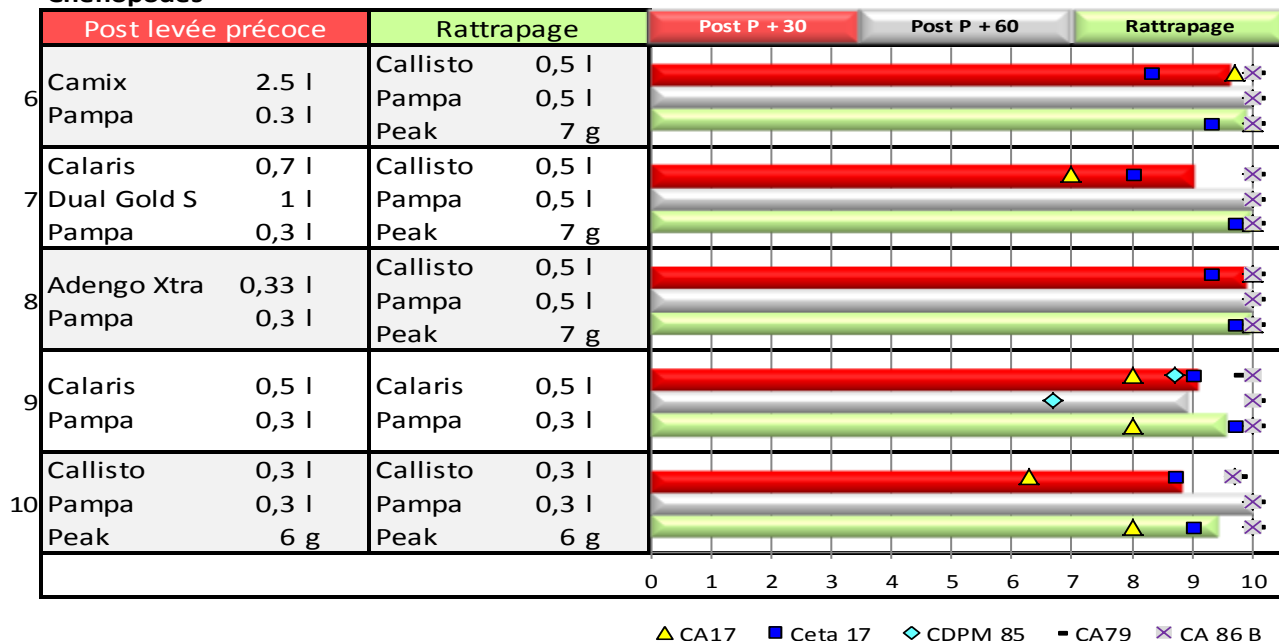 Chénopodes
Post levée précoce Rattrapage Post P + 30 Post P + 60 Rattrapage
6 Camix 2.5 l Callisto 0,5 l
Pampa 0.3 l Pampa 0,5 l
Peak 7 g
7 Calaris 0,7 l Callisto 0,5 l
Dual Gold S 1 l Pampa 0,5 l
Pampa 0,3 l Peak 7 g
8 Adengo Xtra 0,33 l Callisto 0,5 l
Pampa 0,3 l Pampa 0,5 l
Peak 7 g
9 Calaris 0,5 l Calaris 0,5 l
Pampa 0,3 l Pampa 0,3 l
10 Callisto 0,3 l Callisto 0,3 l
Pampa 0,3 l Pampa 0,3 l
Peak 6 g Peak 6 g
0 1 2 3 4 5 6 7 8 9 10
CA17 Ceta 17 CDPM 85 CA79 CA 86 B